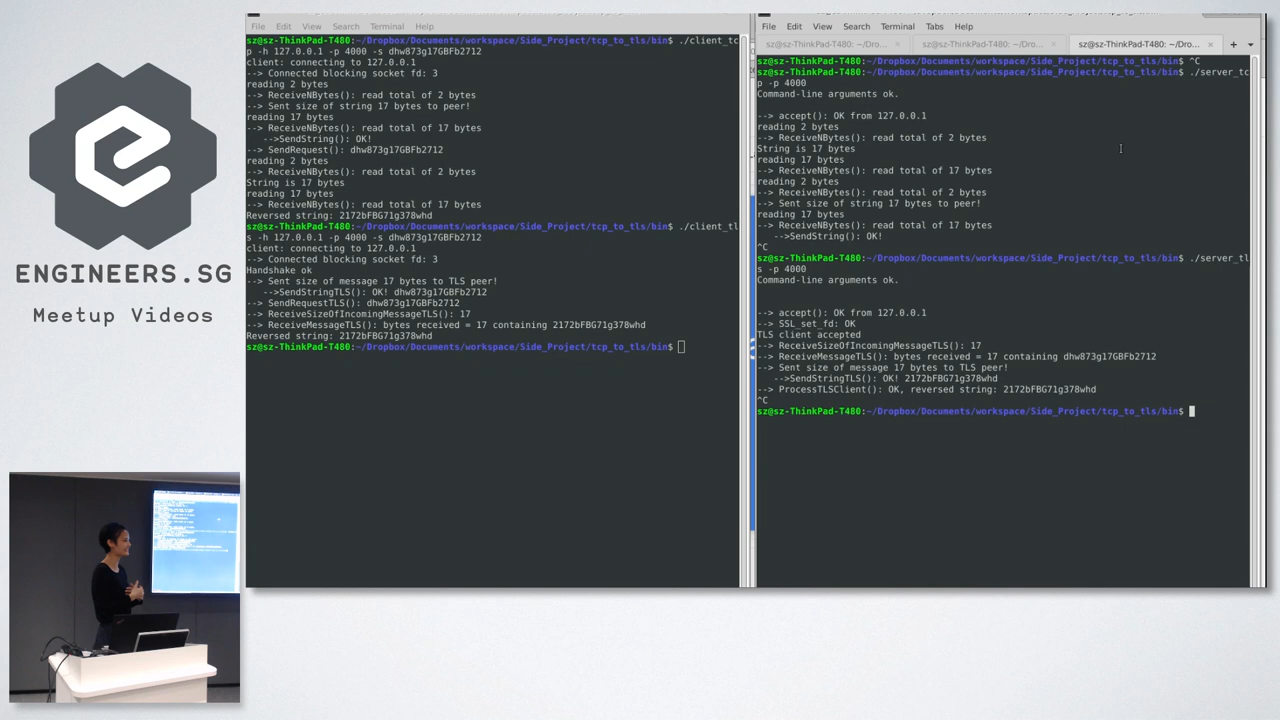 ENGINEERS.SG
Meetup Videos
File Edit View Search Terminal Help
sz@sz-ThinkPad-T480:~/Dropbox/Documents/workspace/Side_Project/tcp_to_tls/bin$ ./client_tc
p -h 127.0.0.1 -p 4000 -s dhw873g17GBFb2712
client: connecting to 127.0.0.1
--> Connected blocking socket fd: 3
reading 2 bytes
--> ReceiveNBytes(): read total of 2 bytes
--> Sent size of string 17 bytes to peer!
reading 17 bytes
--> ReceiveNBytes(): read total of 17 bytes
-->SendString(): OK!
--> SendRequest(): dhw873g17GBFb2712
reading 2 bytes
--> ReceiveNBytes(): read total of 2 bytes
String is 17 bytes
reading 17 bytes
--> ReceiveNBytes(): read total of 17 bytes
Reversed string: 2172bFBG71g378whd
sz@sz-ThinkPad-T480:~/Dropbox/Documents/workspace/Side_Project/tcp_to_tls/bin$ ./client_tl
s -h 127.0.0.1 -p 4000 -s dhw873g17GBFb2712
client: connecting to 127.0.0.1
--> Connected blocking socket fd: 3
Handshake ok
--> Sent size of message 17 bytes to TLS peer!
-->SendStringTLS(): OK! dhw873g17GBFb2712
--> SendRequestTLS(): dhw873g17GBFb2712
--> ReceiveSizeOfIncomingMessageTLS(): 17
--> ReceiveMessageTLS(): bytes received = 17 containing 2172bFBG71g378whd
Reversed string: 2172bFBG71g378whd
sz@sz-ThinkPad-T480:~/Dropbox/Documents/workspace/Side_Project/tcp_to_tls/bin$
File Edit View Search Terminal Tabs Help
sz@sz-ThinkPad-T480: ~/Dro... × sz@sz-ThinkPad-T480: ~/Dro... × sz@sz-ThinkPad-T480: ~/Dro... ×
sz@sz-ThinkPad-T480:~/Dropbox/Documents/workspace/Side_Project/tcp_to_tls/bin$ ^C
sz@sz-ThinkPad-T480:~/Dropbox/Documents/workspace/Side_Project/tcp_to_tls/bin$ ./server_tc
p -p 4000
Command-line arguments ok.
--> accept(): OK from 127.0.0.1
reading 2 bytes
--> ReceiveNBytes(): read total of 2 bytes
String is 17 bytes
reading 17 bytes
--> ReceiveNBytes(): read total of 17 bytes
reading 2 bytes
--> ReceiveNBytes(): read total of 2 bytes
--> Sent size of string 17 bytes to peer!
reading 17 bytes
--> ReceiveNBytes(): read total of 17 bytes
-->SendString(): OK!
^C
sz@sz-ThinkPad-T480:~/Dropbox/Documents/workspace/Side_Project/tcp_to_tls/bin$ ./server_tl
s -p 4000
Command-line arguments ok.
--> accept(): OK from 127.0.0.1
--> SSL_set_fd: OK
TLS client accepted
--> ReceiveSizeOfIncomingMessageTLS(): 17
--> ReceiveMessageTLS(): bytes received = 17 containing dhw873g17GBFb2712
--> Sent size of message 17 bytes to TLS peer!
-->SendStringTLS(): OK! 2172bFBG71g378whd
--> ProcessTLSClient(): OK, reversed string: 2172bFBG71g378whd
^C
sz@sz-ThinkPad-T480:~/Dropbox/Documents/workspace/Side_Project/tcp_to_tls/bin$